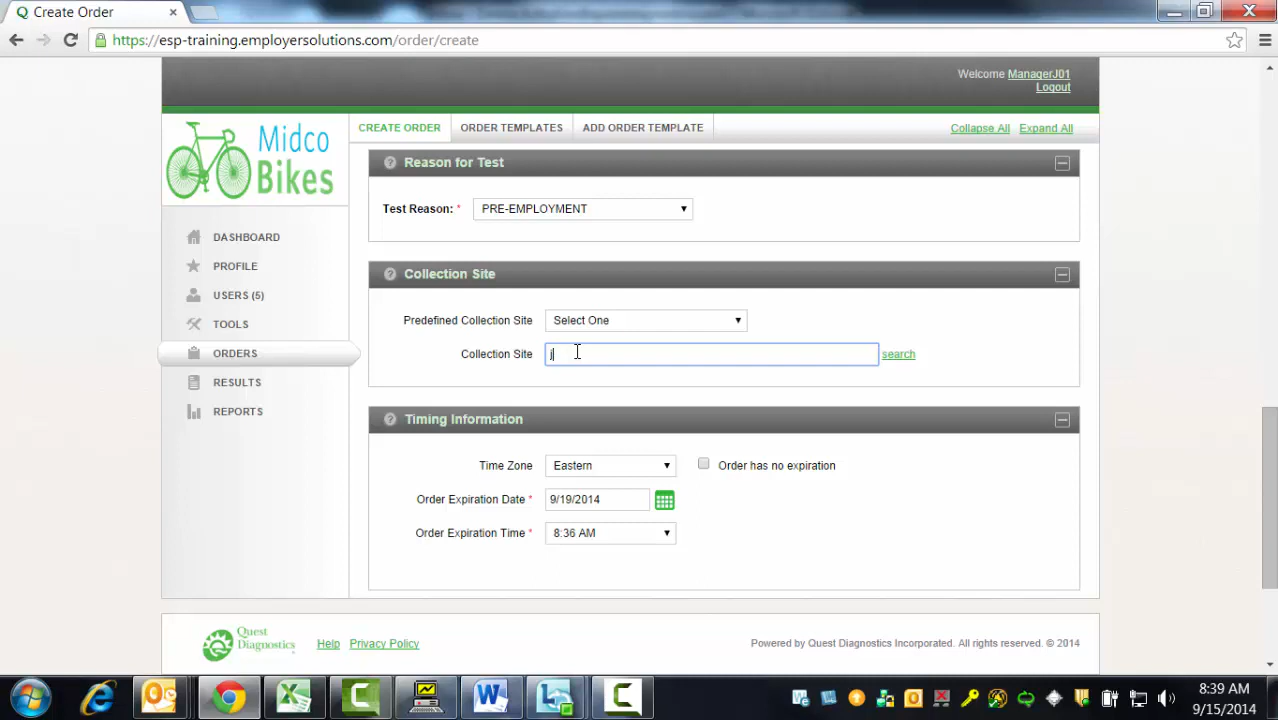 Create Order
https://esp-training.employersolutions.com/order/create
Welcome ManagerJ01
Logout
Midco
Bikes
CREATE ORDER
ORDER TEMPLATES
ADD ORDER TEMPLATE
Collapse All
Expand All
DASHBOARD
PROFILE
USERS (5)
TOOLS
ORDERS
RESULTS
REPORTS
? Reason for Test
Test Reason: * PRE-EMPLOYMENT
? Collection Site
Predefined Collection Site Select One
Collection Site j search
? Timing Information
Time Zone Eastern Order has no expiration
Order Expiration Date * 9/19/2014
Order Expiration Time * 8:36 AM
Quest
Diagnostics
Help Privacy Policy
Powered by Quest Diagnostics Incorporated. All rights reserved. © 2014
8:39 AM
9/15/2014